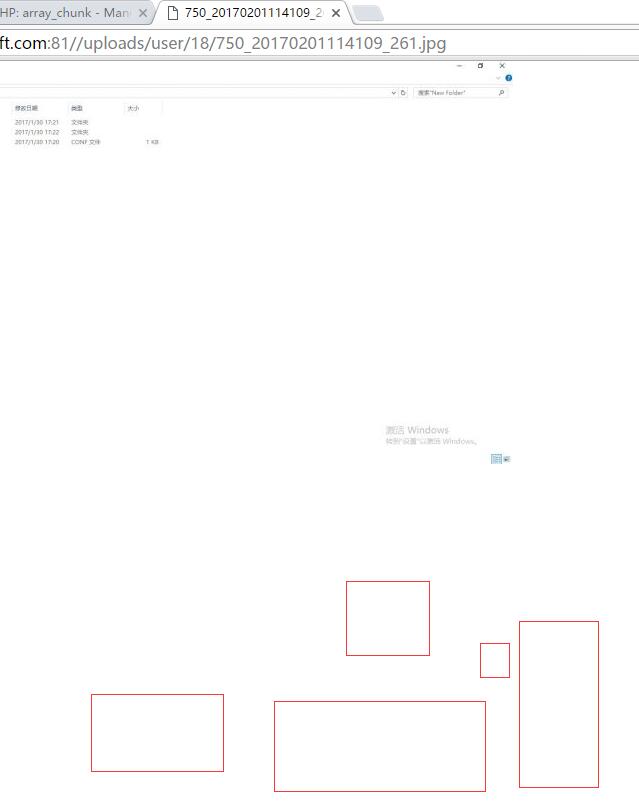 HP: array_chunk - Man
750_20170201114109_2
ft.com:81//uploads/user/18/750_20170201114109_261.jpg
搜索"New Folder"
修改日期 类型 大小
2017/1/30 17:21 文件夹
2017/1/30 17:22 文件夹
2017/1/30 17:20 CONF 文件 1 KB
激活 Windows
转到"设置"以激活 Windows。